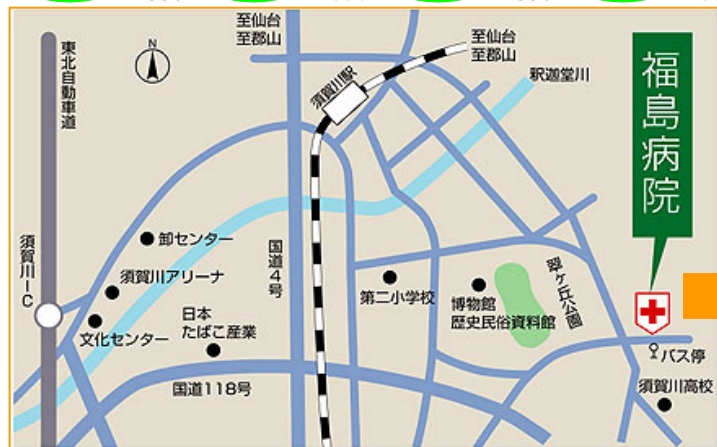 東北自動車道
N
至仙台
至郡山
須賀川駅
至仙台
至郡山
釈迦堂川
福島病院
須賀川IC
卸センター
須賀川アリーナ
文化センター
日本
たばこ産業
国道4号
国道118号
第二小学校
博物館
歴史民俗資料館
翠ヶ丘公園
バス停
須賀川高校